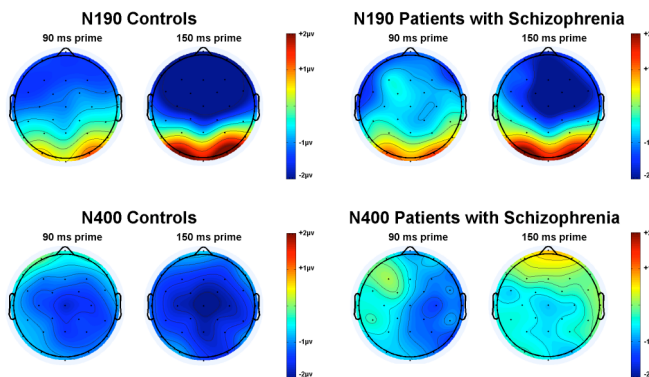 N190 Controls
90 ms prime 150 ms prime
+2µv
+1µv
-1µv
-2µv
N190 Patients with Schizophrenia
90 ms prime 150 ms prime
N400 Controls
90 ms prime 150 ms prime
+2µv
+1µv
-1µv
-2µv
N400 Patients with Schizophrenia
90 ms prime 150 ms prime